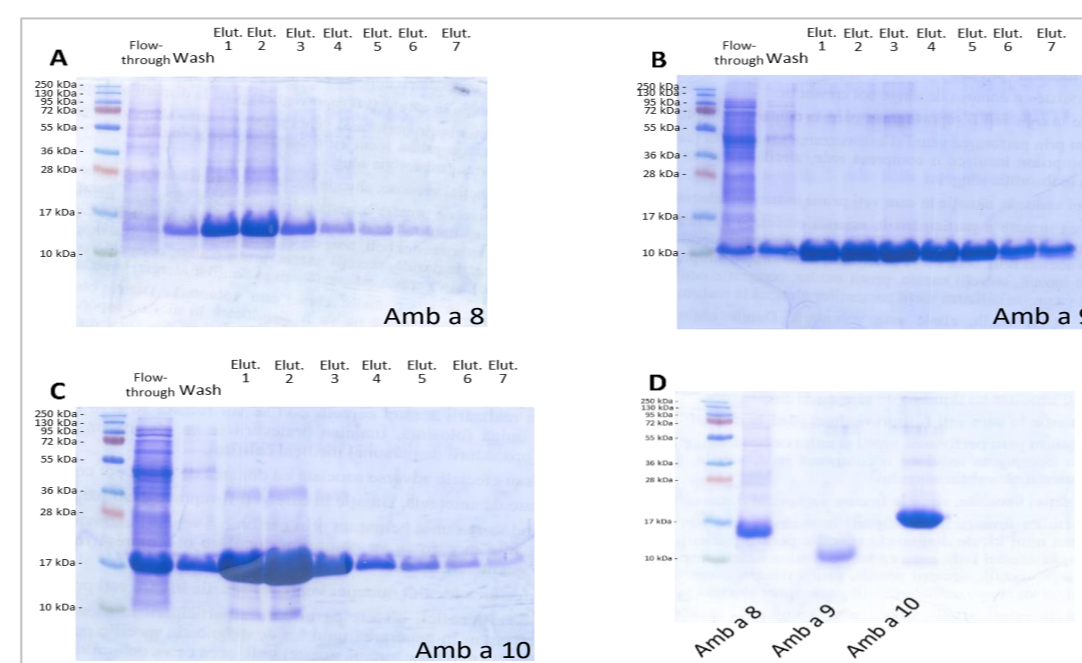 A
Flow-through Wash Elut. 1 Elut. 2 Elut. 3 Elut. 4 Elut. 5 Elut. 6 Elut. 7
250 kDa -
130 kDa -
95 kDa -
72 kDa -
55 kDa -
36 kDa -
28 kDa -
17 kDa -
10 kDa -
Amb a 8
B
Flow-through Wash Elut. 1 Elut. 2 Elut. 3 Elut. 4 Elut. 5 Elut. 6 Elut. 7
250 kDa -
130 kDa -
95 kDa -
72 kDa -
55 kDa -
36 kDa -
28 kDa -
17 kDa -
10 kDa -
Amb a 9
C
Flow-through Wash Elut. 1 Elut. 2 Elut. 3 Elut. 4 Elut. 5 Elut. 6 Elut. 7
250 kDa -
130 kDa -
95 kDa -
72 kDa -
55 kDa -
36 kDa -
28 kDa -
17 kDa -
10 kDa -
Amb a 10
D
250 kDa -
130 kDa -
95 kDa -
72 kDa -
55 kDa -
36 kDa -
28 kDa -
17 kDa -
10 kDa -
Amb a 8
Amb a 9
Amb a 10